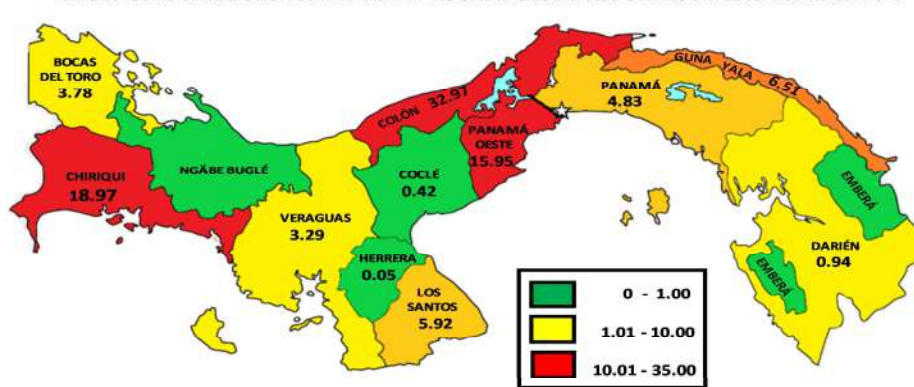 BOCAS
DEL TORO
3.78
CHIRIQUI
18.97
NGÄBE BUGLÉ
VERAGUAS
3.29
COLÓN 32.97
COCLÉ
0.42
HERRERA
0.05
LOS
SANTOS
5.92
PANAMÁ
OESTE
15.95
PANAMÁ
4.83
GUNA YALA 6.51
EMBERÁ
DARIÉN
0.94
EMBERÁ
0 - 1.00
1.01 - 10.00
10.01 - 35.00